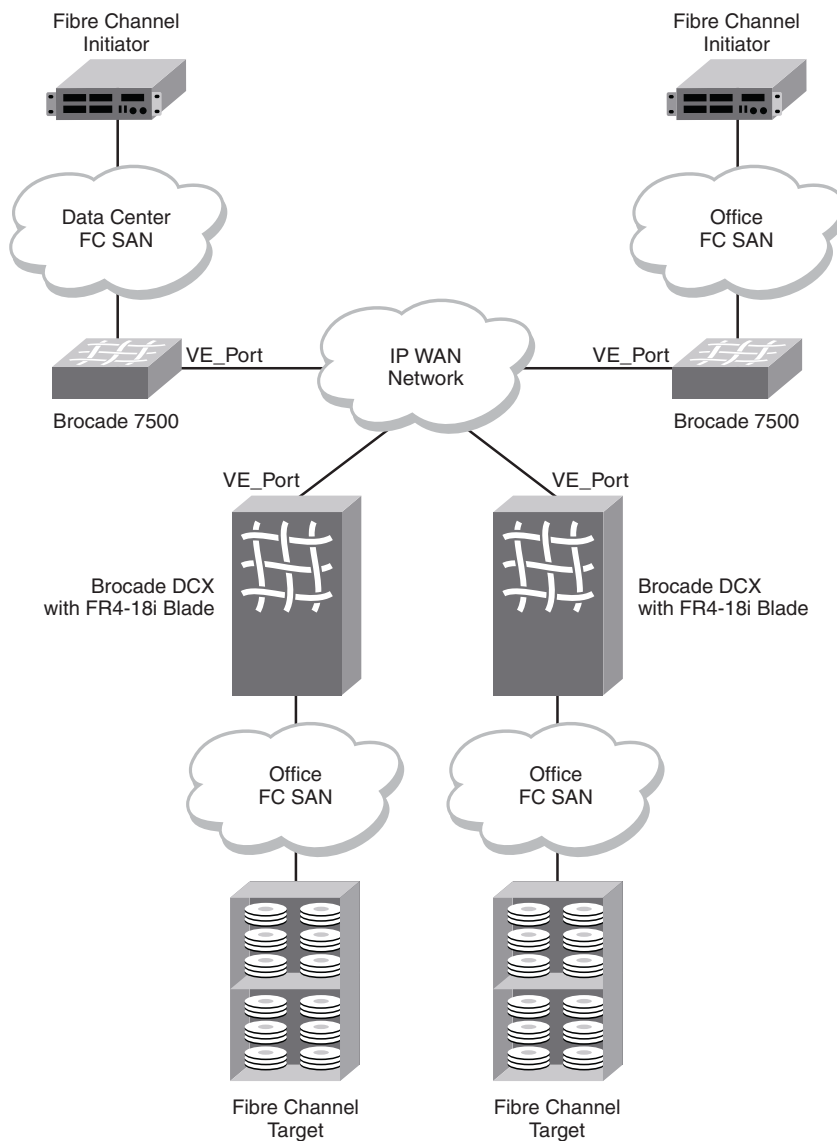 Fibre Channel
Initiator
Fibre Channel
Initiator
Data Center
FC SAN
Office
FC SAN
VE_Port
IP WAN
Network
VE_Port
Brocade 7500
Brocade 7500
VE_Port
VE_Port
Brocade DCX
with FR4-18i Blade
Brocade DCX
with FR4-18i Blade
Office
FC SAN
Office
FC SAN
Fibre Channel
Target
Fibre Channel
Target